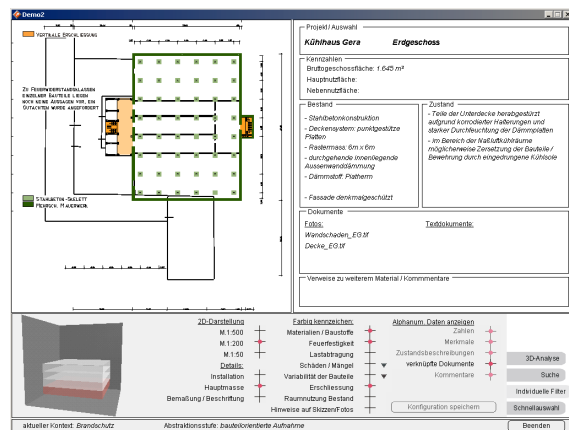 Demo2
Vertikale Erschliessung
Zu Feuerwiderstandsklassen
einzelner Bauteile liegen
noch keine Aussagen vor, ein
Gutachten wurde angefordert
Stahlbeton-Skelett
Mehrsch. Mauerwerk
Projekt / Auswahl
Kühlhaus Gera Erdgeschoss
Kennzahlen
Bruttogeschossfläche: 1.645 m²
Hauptnutzfläche:
Nebennutzfläche:
Bestand
- Stahlbetonkonstruktion
- Deckensystem: punktgestützte
Platten
- Rastermass: 6m x 6m
- durchgehende innenliegende
Aussenwanddämmung
- Dämmstoff: Platherm
- Fassade denkmalgeschützt
Zustand
- Teile der Unterdecke herabgestürzt
aufgrund korrodierter Halterungen und
starker Durchfeuchtung der Dämmplatten
- im Bereich der Naßluftkühlräume
möglicherweise Zersetzung der Bauteile /
Bewehrung durch eingedrungene Kühlsole
Dokumente
Fotos: Textdokumente:
Wandschaden_EG.tif
Decke_EG.tif
Verweise zu weiterem Material / Kommmentare
2D-Darstellung
M.1:500
M.1:200
M.1:50
Details:
Installation
Hauptmasse
Bemaßung / Beschriftung
Farbig kennzeichen:
Materialien / Baustoffe
Feuerfestigkeit
Lastabtragung
Schäden / Mängel
Variabilität der Bauteile
Erschliessung
Raumnutzung Bestand
Hinweise auf Skizzen/Fotos
Alphanum. Daten anzeigen
Zahlen
Merkmale
Zustandsbeschreibungen
verknüpfte Dokumente
Kommentare
Konfiguration speichern
3D-Analyse
Suche
Individuelle Filter
Schnellauswahl
aktueller Kontext: Brandschutz Abstraktionsstufe: bauteilorientierte Aufnahme Beenden